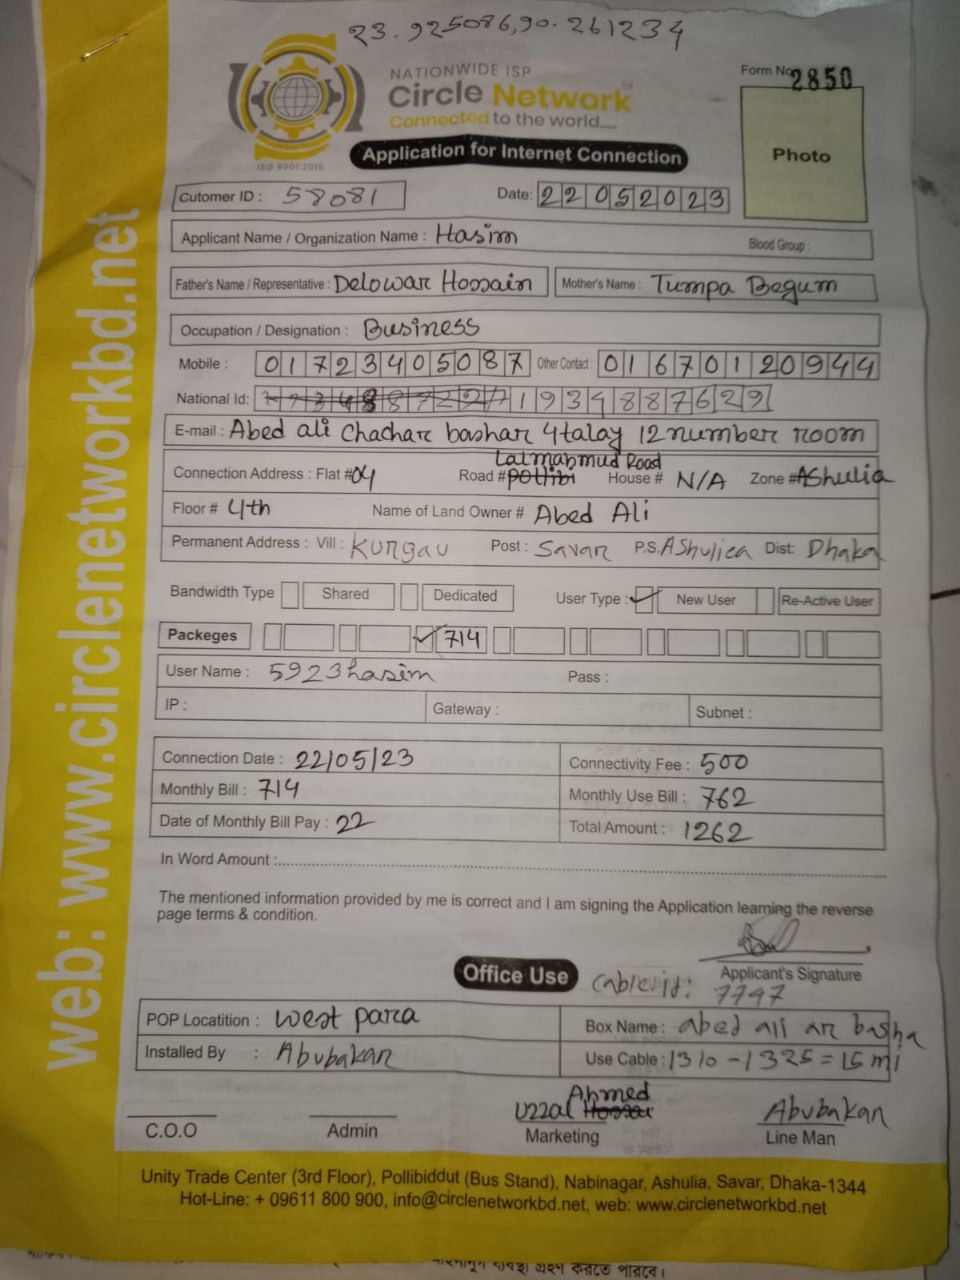 23.925086,90.261234
NATIONWIDE ISP
Circle Network
Connected to the world.....
ISO 9001:2015
Form No 2850
Photo
Application for Internet Connection
Cutomer ID : 58081
Date: 22052023
Applicant Name / Organization Name : Hasim
Blood Group :
Father's Name / Representative : Delowar Hossain
Mother's Name : Tumpa Begum
Occupation / Designation : Business
Mobile : 01723405087
Other Contact : 01670120944
National Id: 1934887629
E-mail : Abed ali chachar bashar 4talay 12 number room
Lalmahmud Road
Connection Address : Flat #04 Road # House # N/A Zone #Ashulia
Floor # 4th Name of Land Owner # Abed Ali
Permanent Address : Vill : Kurgau Post : Savar P.S. AShulica Dist: Dhaka
Bandwidth Type Shared Dedicated User Type : ✓ New User Re-Active User
Packeges ✓ 714
User Name : 5923hasim Pass :
IP : Gateway : Subnet :
Connection Date : 22/05/23 Connectivity Fee : 500
Monthly Bill : 714 Monthly Use Bill : 762
Date of Monthly Bill Pay : 22 Total Amount : 1262
In Word Amount :
The mentioned information provided by me is correct and I am signing the Application learning the reverse
page terms & condition.
Applicant's Signature
Office Use
Cable id: 7797
POP Locatition : west para Box Name : abed ali ar basha
Installed By : Abubakar Use Cable : 1310-1325=15 mi
Uzzal Ahmed
Abubakan
C.O.O Admin Marketing Line Man
Unity Trade Center (3rd Floor), Pollibiddut (Bus Stand), Nabinagar, Ashulia, Savar, Dhaka-1344
Hot-Line: + 09611 800 900, info@circlenetworkbd.net, web: www.circlenetworkbd.net
web: www.circlenetworkbd.net
ব্যবস্থা গ্রহণ করতে পারবে।